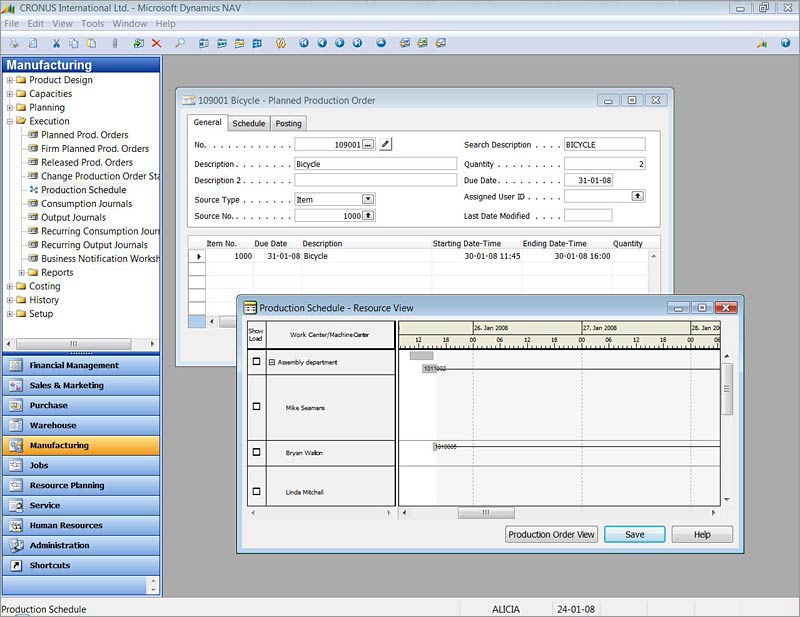 CRONUS International Ltd. - Microsoft Dynamics NAV
File Edit View Tools Window Help
Manufacturing
Product Design
Capacities
Planning
Execution
Planned Prod. Orders
Firm Planned Prod. Orders
Released Prod. Orders
Change Production Order Sta
Production Schedule
Consumption Journals
Output Journals
Recurring Consumption Jour
Recurring Output Journals
Business Notification Worksh
Reports
Costing
History
Setup
Financial Management
Sales & Marketing
Purchase
Warehouse
Manufacturing
Jobs
Resource Planning
Service
Human Resources
Administration
Shortcuts
109001 Bicycle - Planned Production Order
General Schedule Posting
No. . . . . . . . . . . . 109001 Search Description . . . . BICYCLE
Description . . . . . . . Bicycle Quantity . . . . . . . . . 2
Description 2 . . . . . . . Due Date . . . . . . . . . 31-01-08
Source Type . . . . . . . Item Assigned User ID . . . . .
Source No. . . . . . . . . 1000 Last Date Modified . . . .
Item No. Due Date Description Starting Date-Time Ending Date-Time Quantity
1000 31-01-08 Bicycle 30-01-08 11:45 30-01-08 16:00
Production Schedule - Resource View
Show Load Work Center/MachineCenter 26. Jan 2008 27. Jan 2008 28. Jan 20
12 18 00 06 12 18 00 06 12 18 00 06
Assembly department
1011002
Mike Seamans
Bryan Walton
1010005
Linda Mitchell
Production Order View Save Help
Production Schedule ALICIA 24-01-08